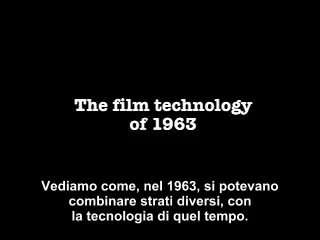 The film technology
of 1963
Vediamo come, nel 1963, si potevano
combinare strati diversi, con
la tecnologia di quel tempo.